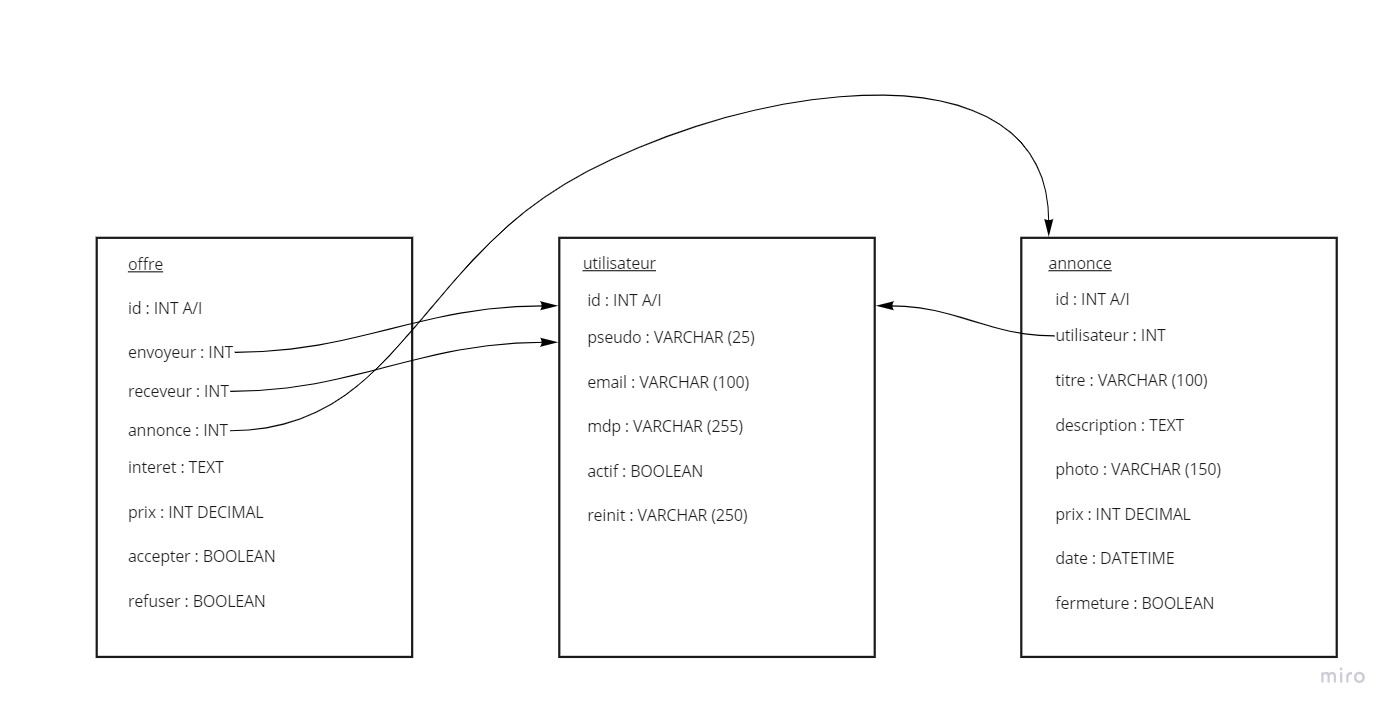 offre
id : INT A/I
envoyeur : INT
receveur : INT
annonce : INT
interet : TEXT
prix : INT DECIMAL
accepter : BOOLEAN
refuser : BOOLEAN
utilisateur
id : INT A/I
pseudo : VARCHAR (25)
email : VARCHAR (100)
mdp : VARCHAR (255)
actif : BOOLEAN
reinit : VARCHAR (250)
annonce
id : INT A/I
utilisateur : INT
titre : VARCHAR (100)
description : TEXT
photo : VARCHAR (150)
prix : INT DECIMAL
date : DATETIME
fermeture : BOOLEAN
miro